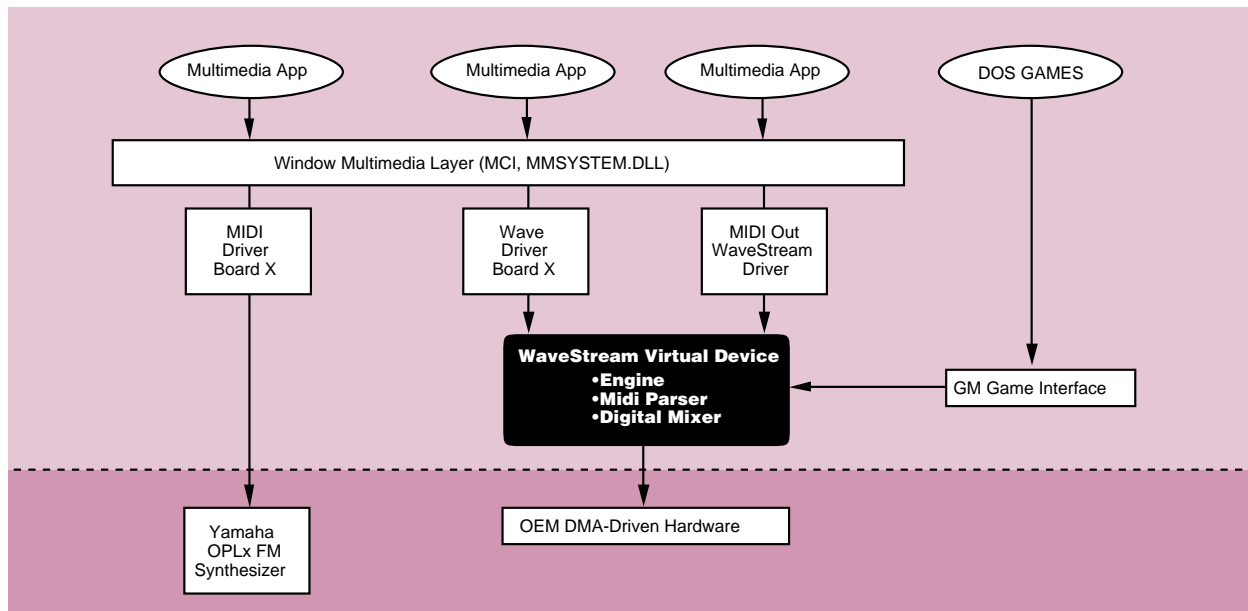 Multimedia App
Multimedia App
Multimedia App
DOS GAMES
Window Multimedia Layer (MCI, MMSYSTEM.DLL)
MIDI
Driver
Board X
Wave
Driver
Board X
MIDI Out
WaveStream
Driver
WaveStream Virtual Device
•Engine
•Midi Parser
•Digital Mixer
GM Game Interface
Yamaha
OPLx FM
Synthesizer
OEM DMA-Driven Hardware